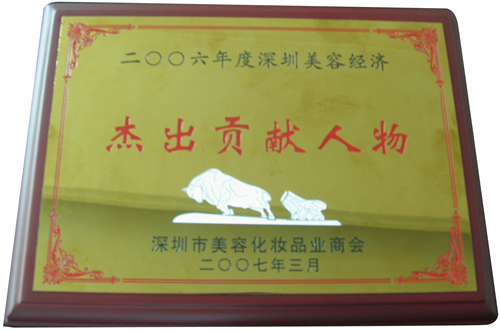 二〇〇六年度深圳美容经济
杰出贡献人物
深圳市美容化妆品业商会
二〇〇七年三月